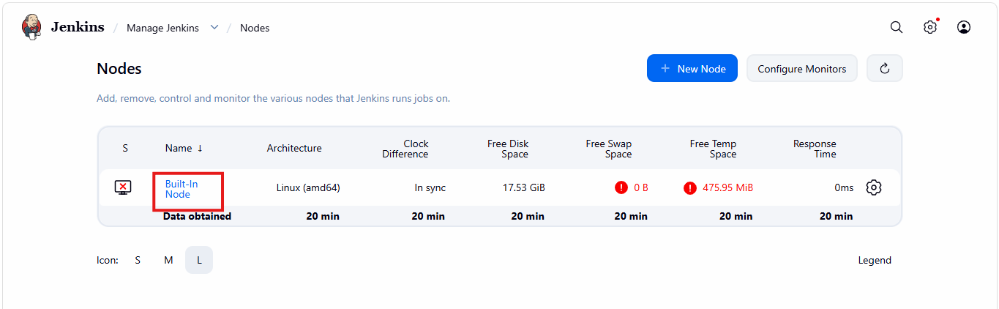 Jenkins / Manage Jenkins / Nodes
Nodes
+ New Node
Configure Monitors
Add, remove, control and monitor the various nodes that Jenkins runs jobs on.
S Name ↓ Architecture Clock Difference Free Disk Space Free Swap Space Free Temp Space Response Time
Built-In Node Linux (amd64) In sync 17.53 GiB 0 B 475.95 MiB 0ms
Data obtained 20 min 20 min 20 min 20 min 20 min 20 min
Icon: S M L Legend